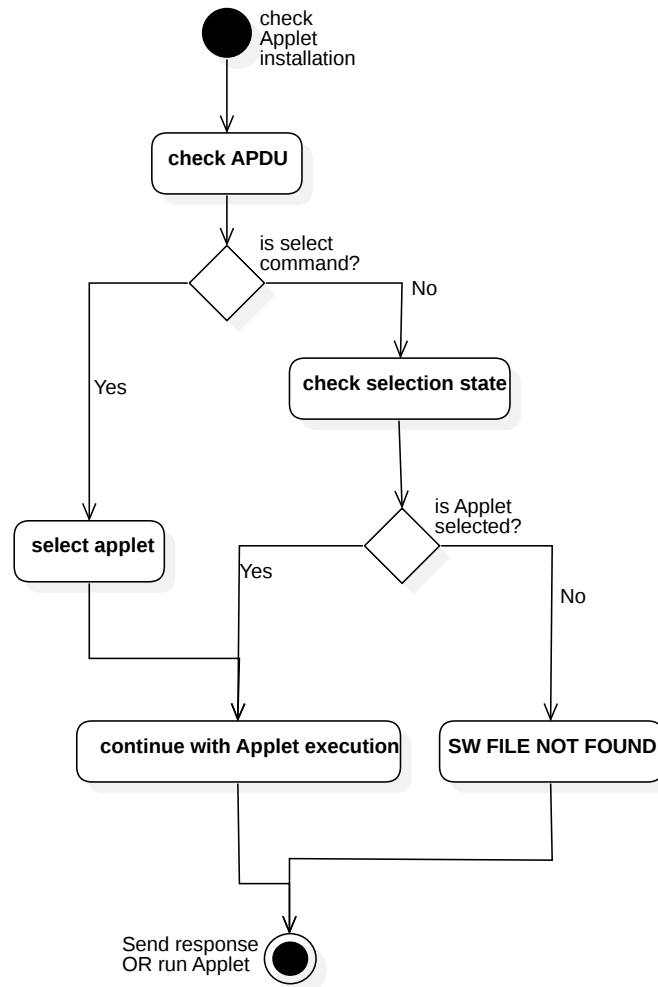 check
Applet
installation
check APDU
is select
command?
No
Yes
check selection state
is Applet
selected?
select applet
Yes
No
continue with Applet execution
SW FILE NOT FOUND
Send response
OR run Applet